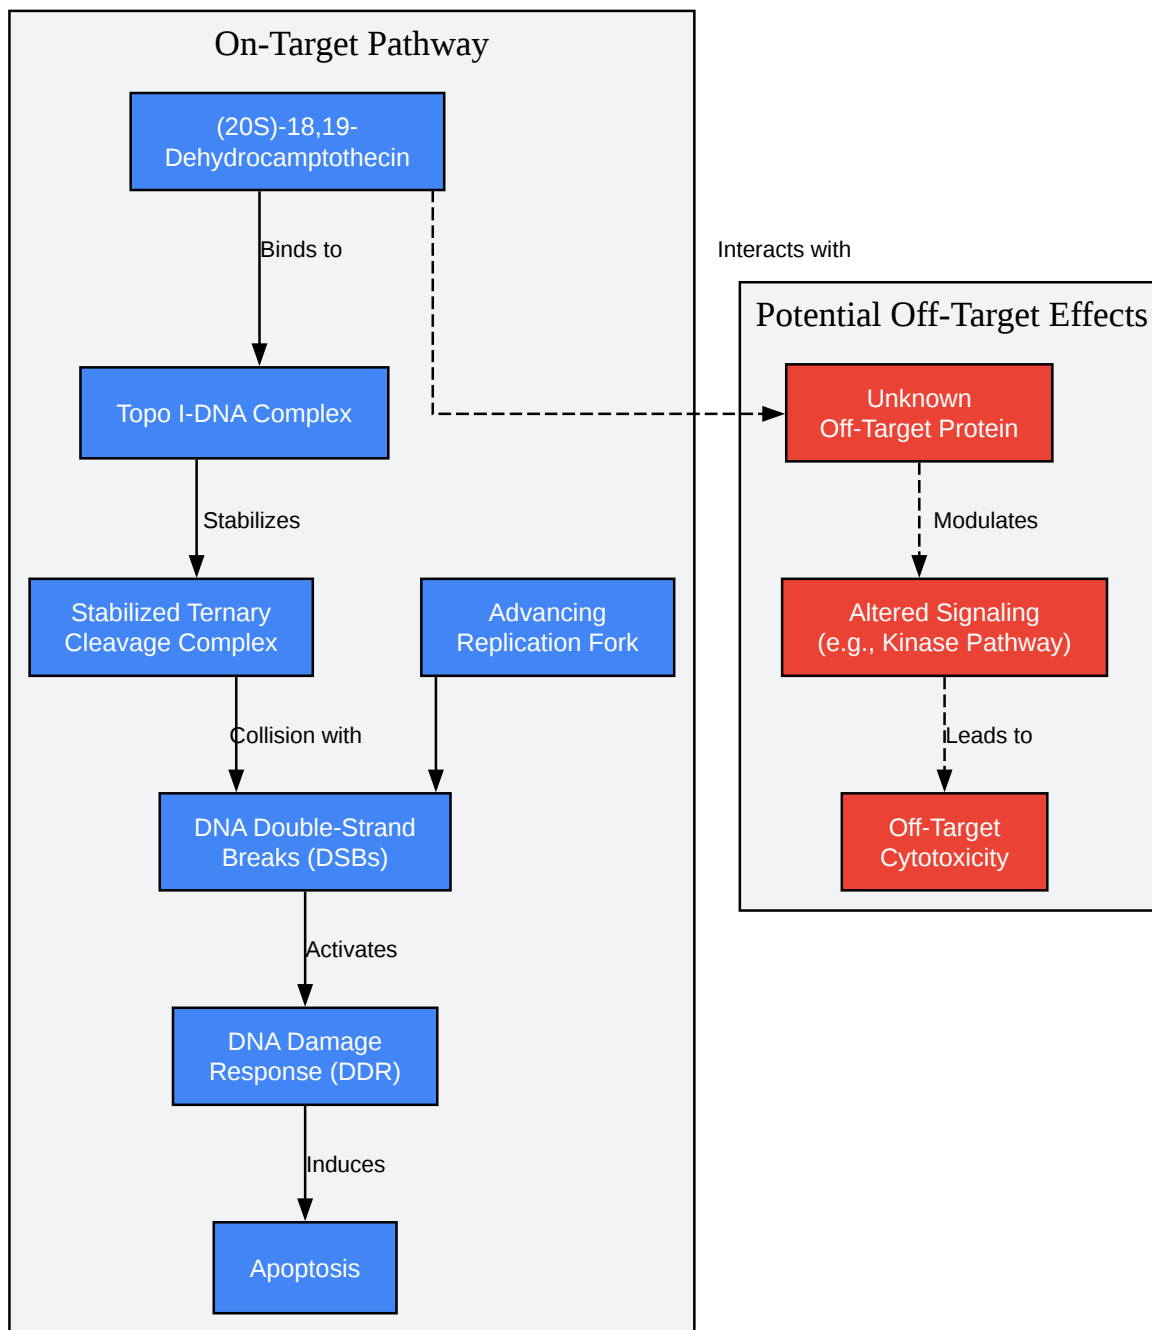 On-Target Pathway
(20S)-18,19-
Dehydrocamptothecin
Binds to
Topo I-DNA Complex
Stabilizes
Stabilized Ternary
Cleavage Complex
Advancing
Replication Fork
Collision with
DNA Double-Strand
Breaks (DSBs)
Activates
DNA Damage
Response (DDR)
Induces
Apoptosis
Interacts with
Potential Off-Target Effects
Unknown
Off-Target Protein
Modulates
Altered Signaling
(e.g., Kinase Pathway)
Leads to
Off-Target
Cytotoxicity